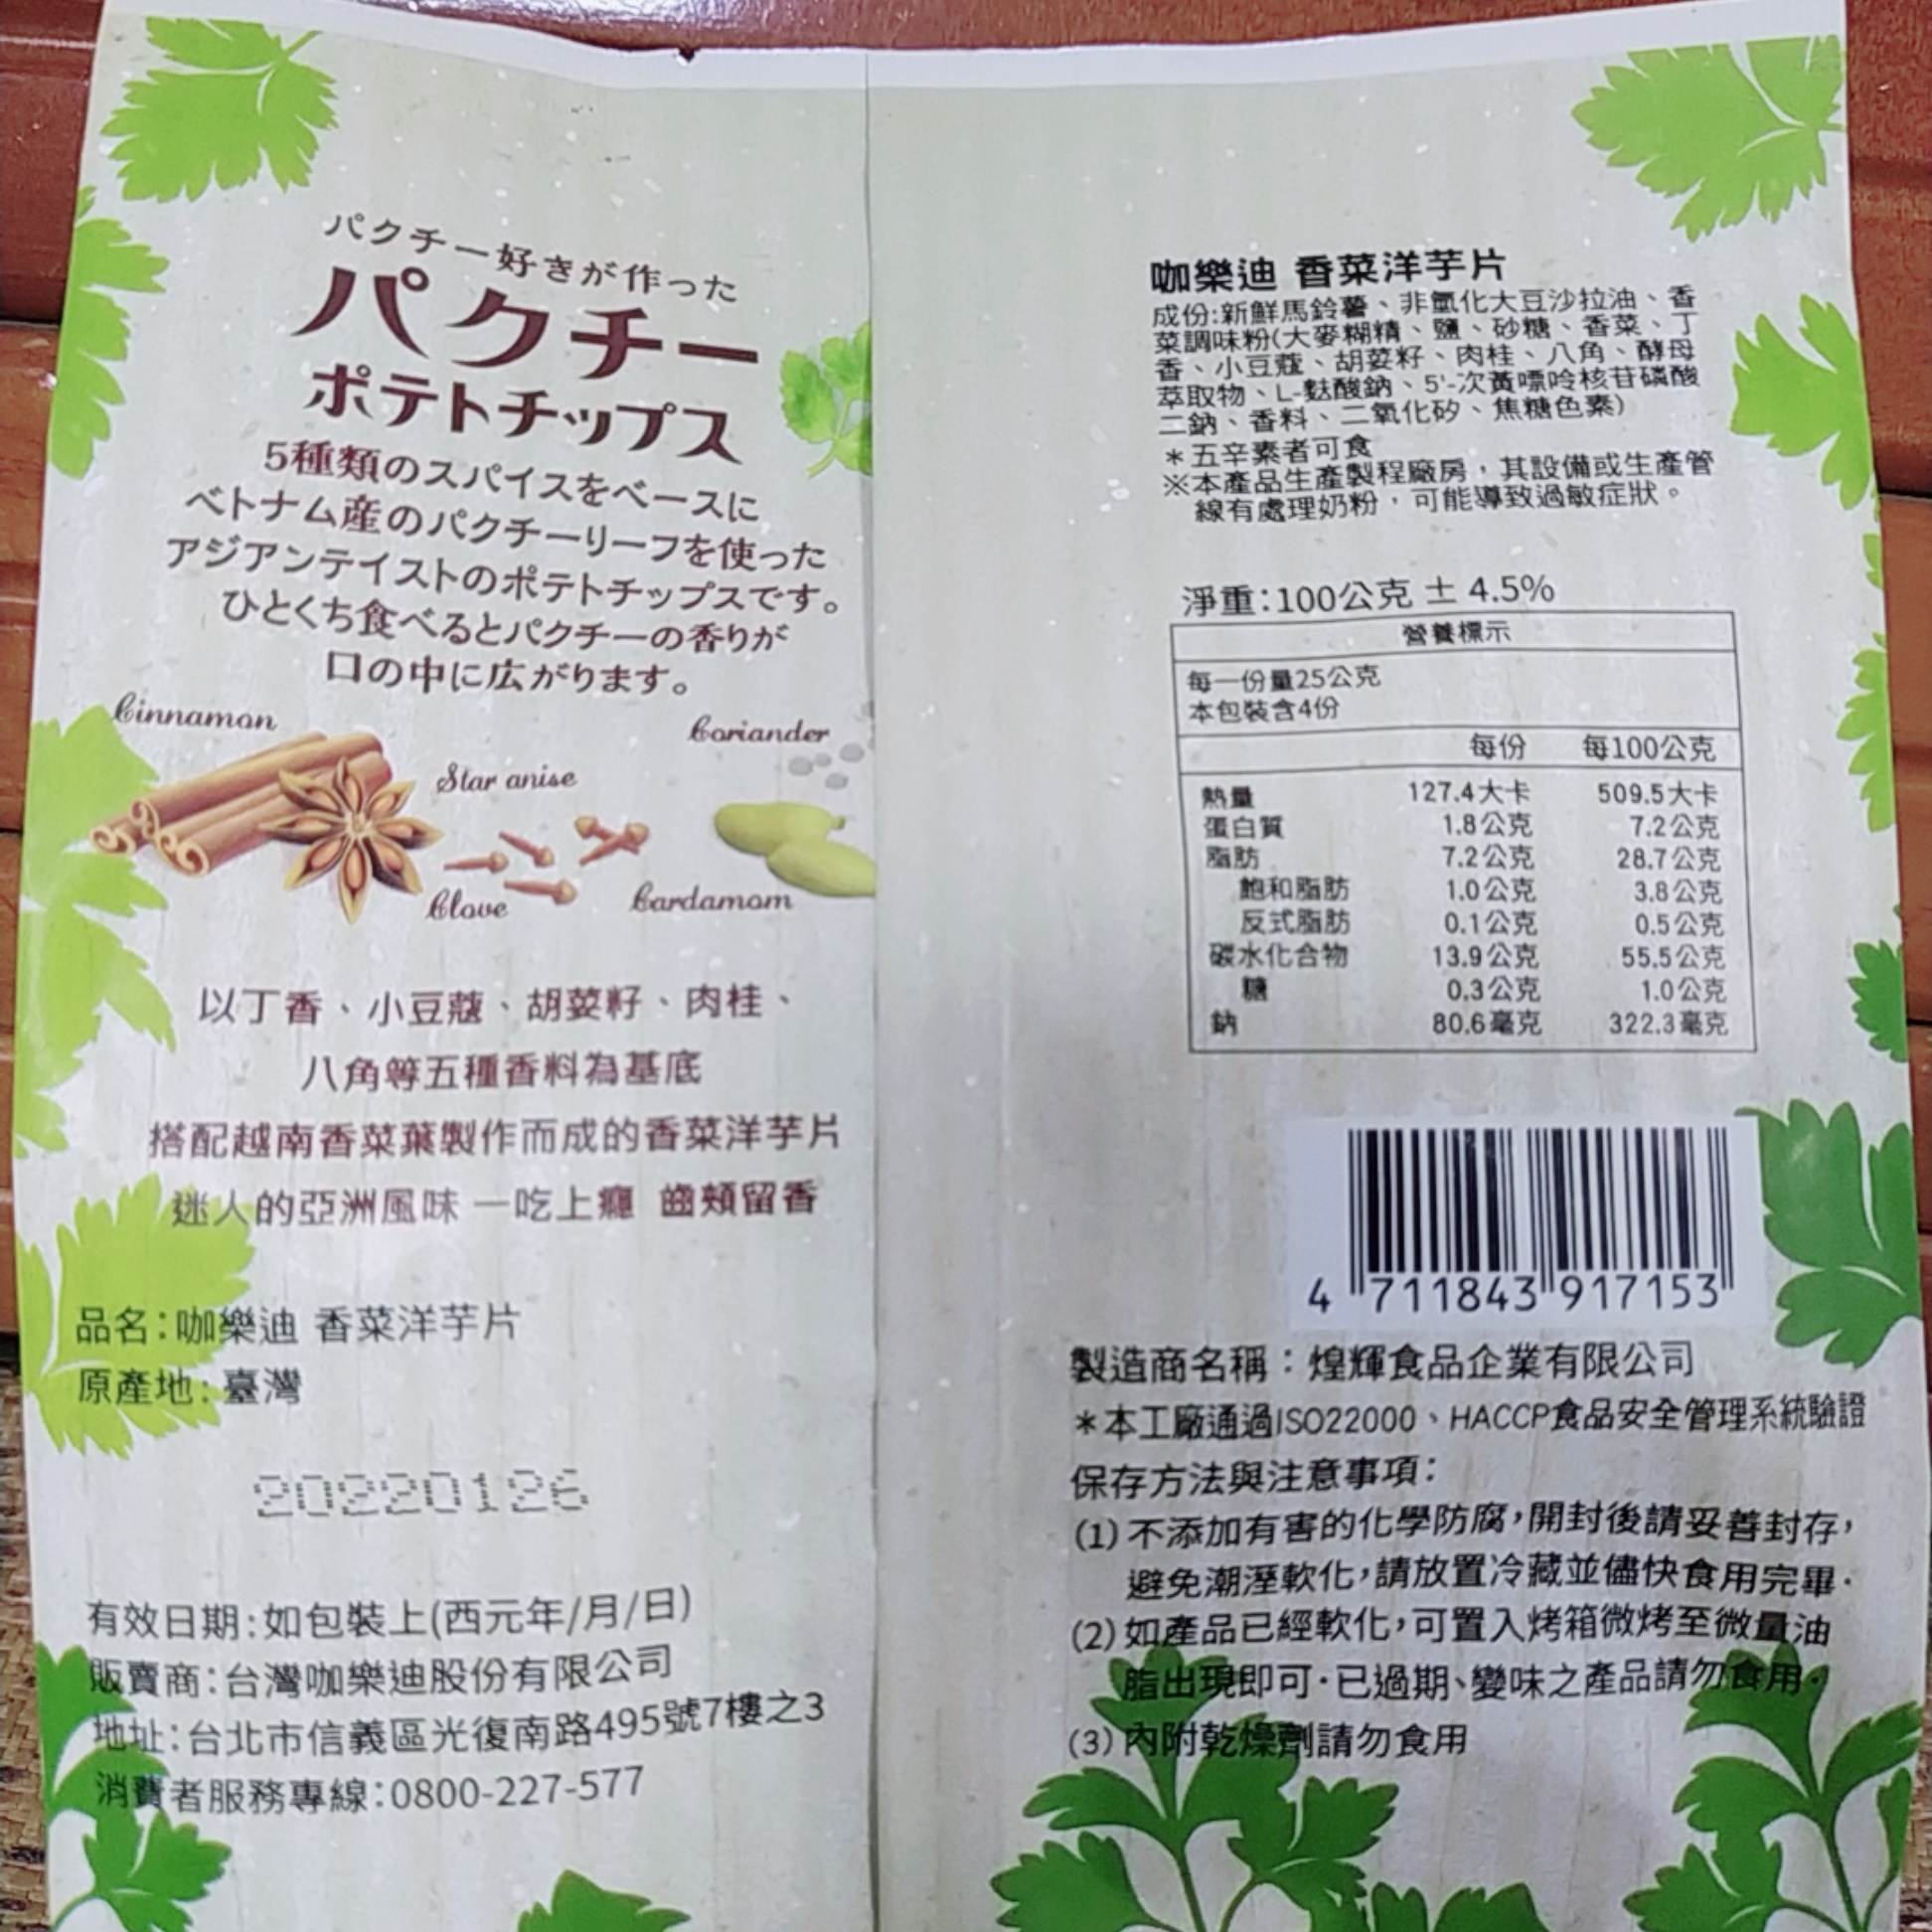 パクチー好きが作った
パクチー
ポテトチップス
5種類のスパイスをベースに
ベトナム産のパクチーリーフを使った
アジアンテイストのポテトチップスです。
ひとくち食べるとパクチーの香りが
口の中に広がります。
Cinnamon
Coriander
Star anise
Clove
Cardamom
以丁香、小豆蔻、胡荽籽、肉桂、
八角等五種香料為基底
搭配越南香菜葉製作而成的香菜洋芋片
迷人的亞洲風味 一吃上癮 齒頰留香
品名:咖樂迪 香菜洋芋片
原產地:臺灣
20220126
有效日期:如包裝上(西元年/月/日)
販賣商:台灣咖樂迪股份有限公司
地址:台北市信義區光復南路495號7樓之3
消費者服務專線:0800-227-577
咖樂迪 香菜洋芋片
成份:新鮮馬鈴薯、非氫化大豆沙拉油、香
菜調味粉(大麥糊精、鹽、砂糖、香菜、丁
香、小豆蔻、胡荽籽、肉桂、八角、酵母
萃取物、L-麩酸鈉、5'-次黃嘌呤核苷磷酸
二鈉、香料、二氧化矽、焦糖色素)
＊五辛素者可食
※本產品生產製程廠房，其設備或生產管
線有處理奶粉，可能導致過敏症狀。
淨重:100公克 ± 4.5%
營養標示
每一份量25公克
本包裝含4份
每份 每100公克
熱量 127.4大卡 509.5大卡
蛋白質 1.8公克 7.2公克
脂肪 7.2公克 28.7公克
飽和脂肪 1.0公克 3.8公克
反式脂肪 0.1公克 0.5公克
碳水化合物 13.9公克 55.5公克
糖 0.3公克 1.0公克
鈉 80.6毫克 322.3毫克
4 711843 917153
製造商名稱：煌輝食品企業有限公司
＊本工廠通過ISO22000、HACCP食品安全管理系統驗證
保存方法與注意事項：
(1)不添加有害的化學防腐，開封後請妥善封存，
避免潮溼軟化，請放置冷藏並儘快食用完畢．
(2)如產品已經軟化，可置入烤箱微烤至微量油
脂出現即可．已過期、變味之產品請勿食用．
(3)內附乾燥劑請勿食用